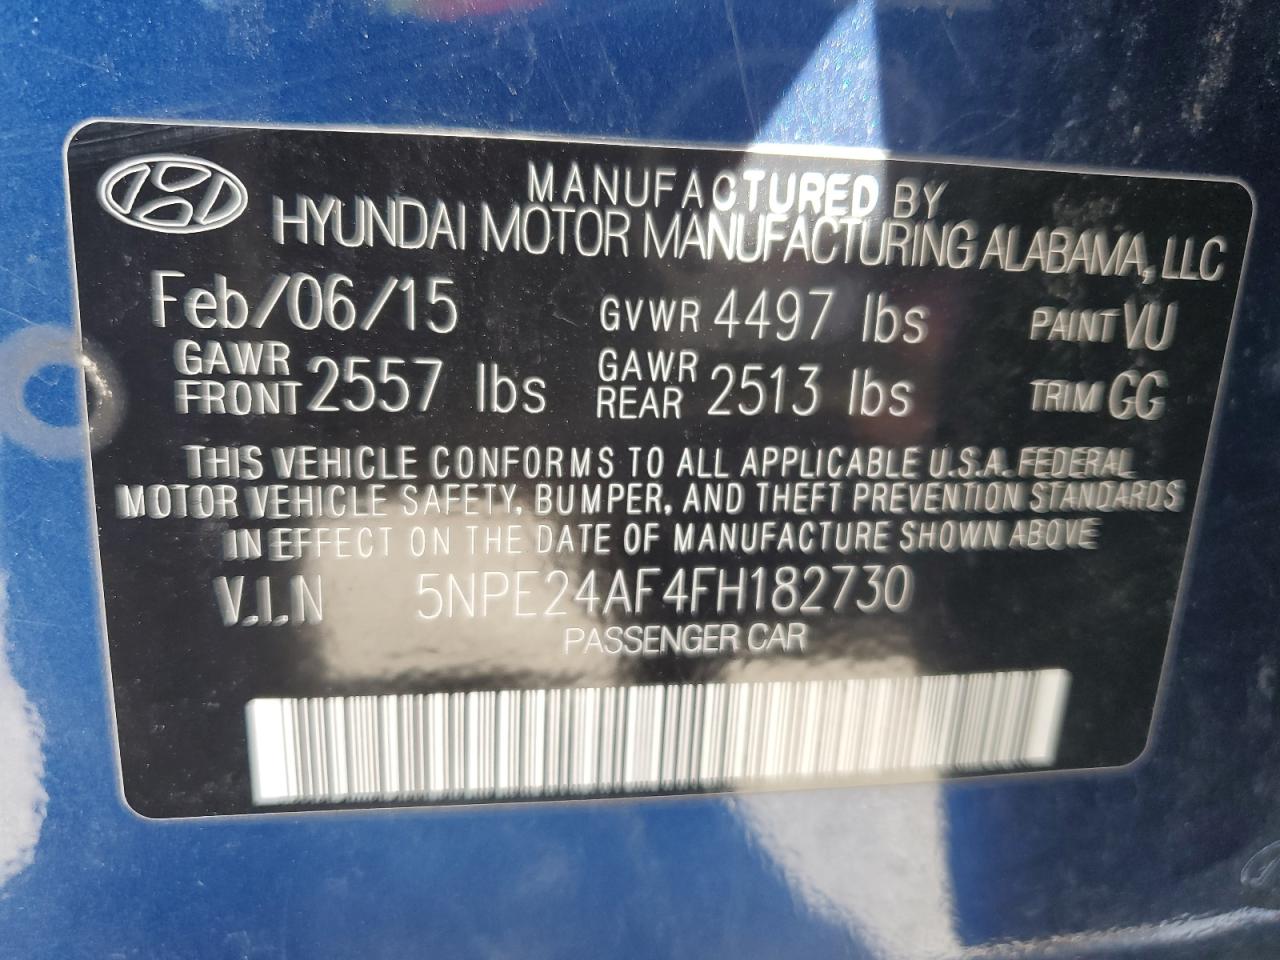 MANUFACTURED BY
HYUNDAI MOTOR MANUFACTURING ALABAMA, LLC
Feb/06/15 GVWR 4497 lbs PAINT VU
GAWR FRONT 2557 lbs GAWR REAR 2513 lbs TRIM GG
THIS VEHICLE CONFORMS TO ALL APPLICABLE U.S.A. FEDERAL
MOTOR VEHICLE SAFETY, BUMPER, AND THEFT PREVENTION STANDARDS
IN EFFECT ON THE DATE OF MANUFACTURE SHOWN ABOVE
V.I.N 5NPE24AF4FH182730
PASSENGER CAR